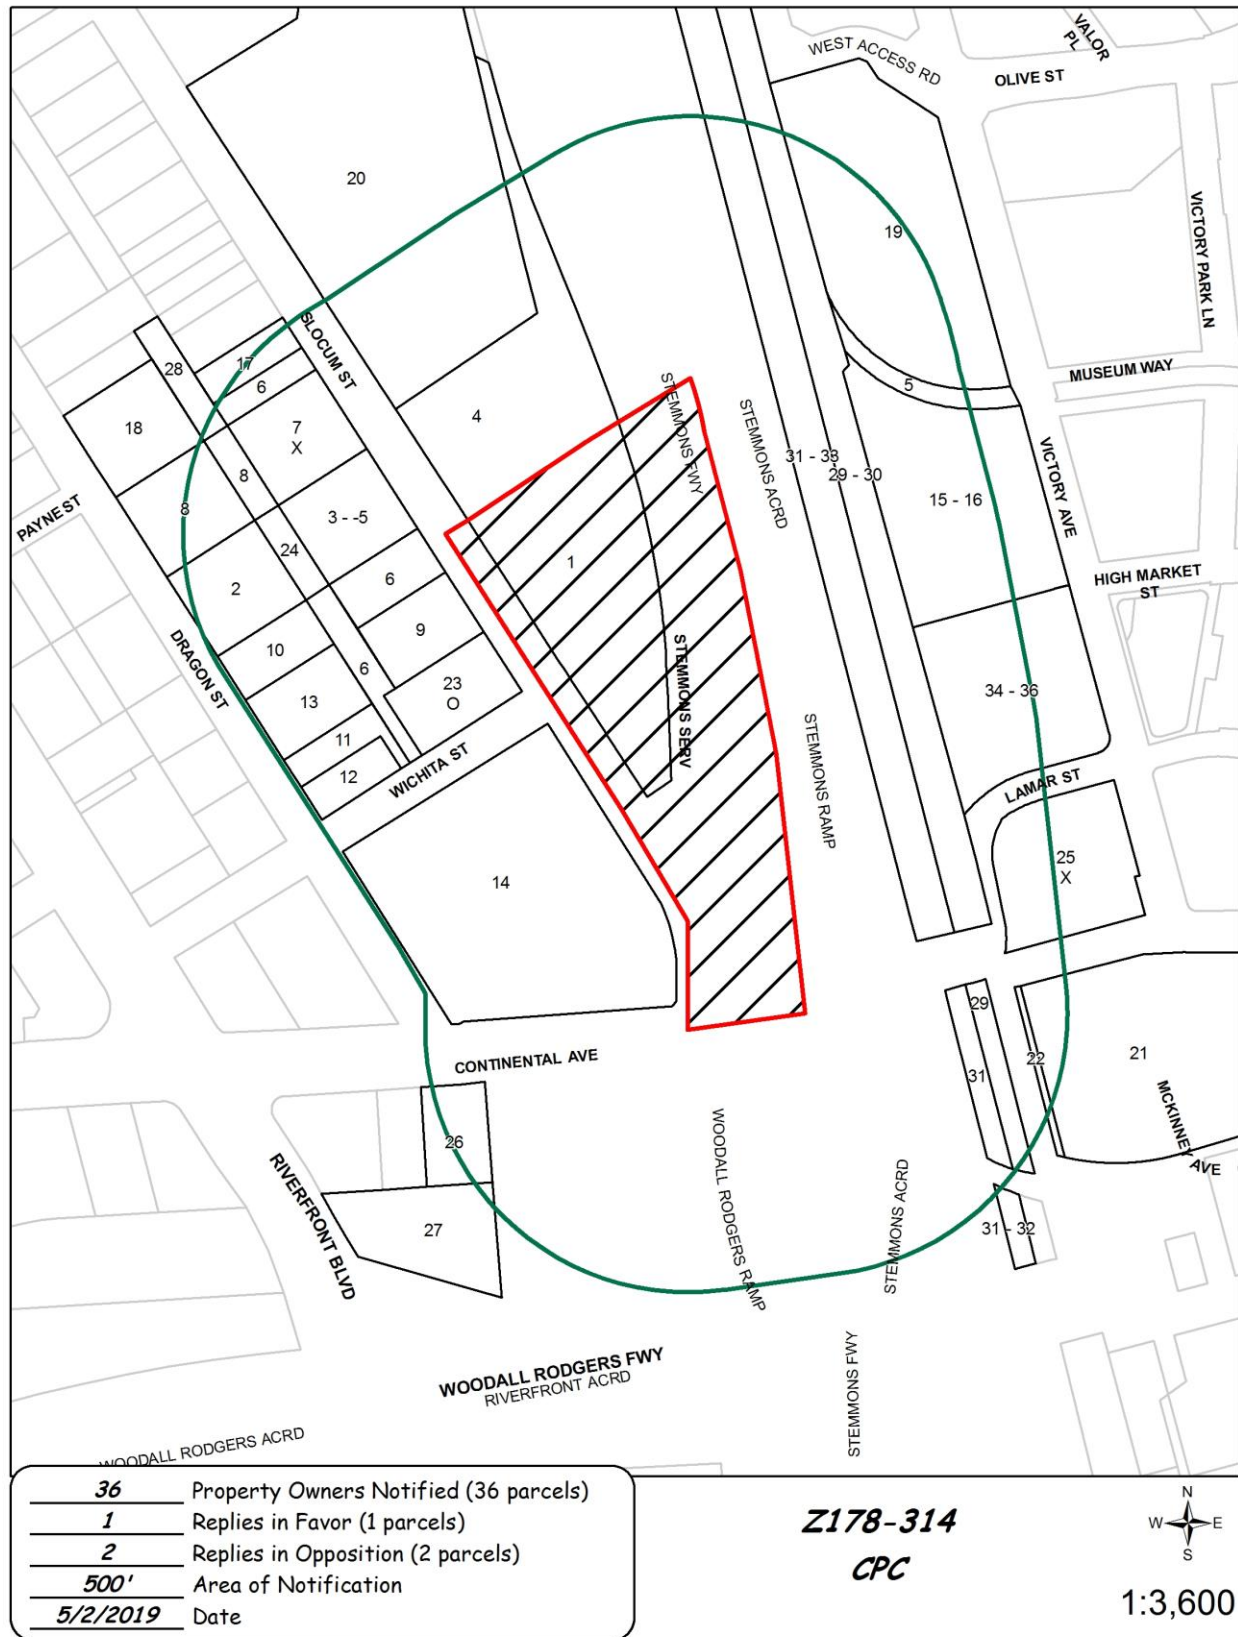 VALOR
PL
WEST ACCESS RD
OLIVE ST
20
VICTORY PARK LN
19
SLOCUM ST
17
28
6
MUSEUM WAY
STEMMONS FWY
5
18
7
X
4
STEMMONS ACRD
VICTORY AVE
31 - 33
29 - 30
8
15 - 16
PAYNE ST
8
3 - -5
24
1
HIGH MARKET
ST
2
6
9
10
DRAGON ST
6
23
O
STEMMONS SERV
34 - 36
13
11
12
WICHITA ST
STEMMONS RAMP
LAMAR ST
25
X
14
29
22
21
31
CONTINENTAL AVE
MCKINNEY AVE
26
WOODALL RODGERS RAMP
STEMMONS ACRD
RIVERFRONT BLVD
27
31 - 32
WOODALL RODGERS FWY
RIVERFRONT ACRD
STEMMONS FWY
WOODALL RODGERS ACRD
36 Property Owners Notified (36 parcels)
1 Replies in Favor (1 parcels)
2 Replies in Opposition (2 parcels)
500' Area of Notification
5/2/2019 Date
Z178-314
CPC
N
W E
S
1:3,600